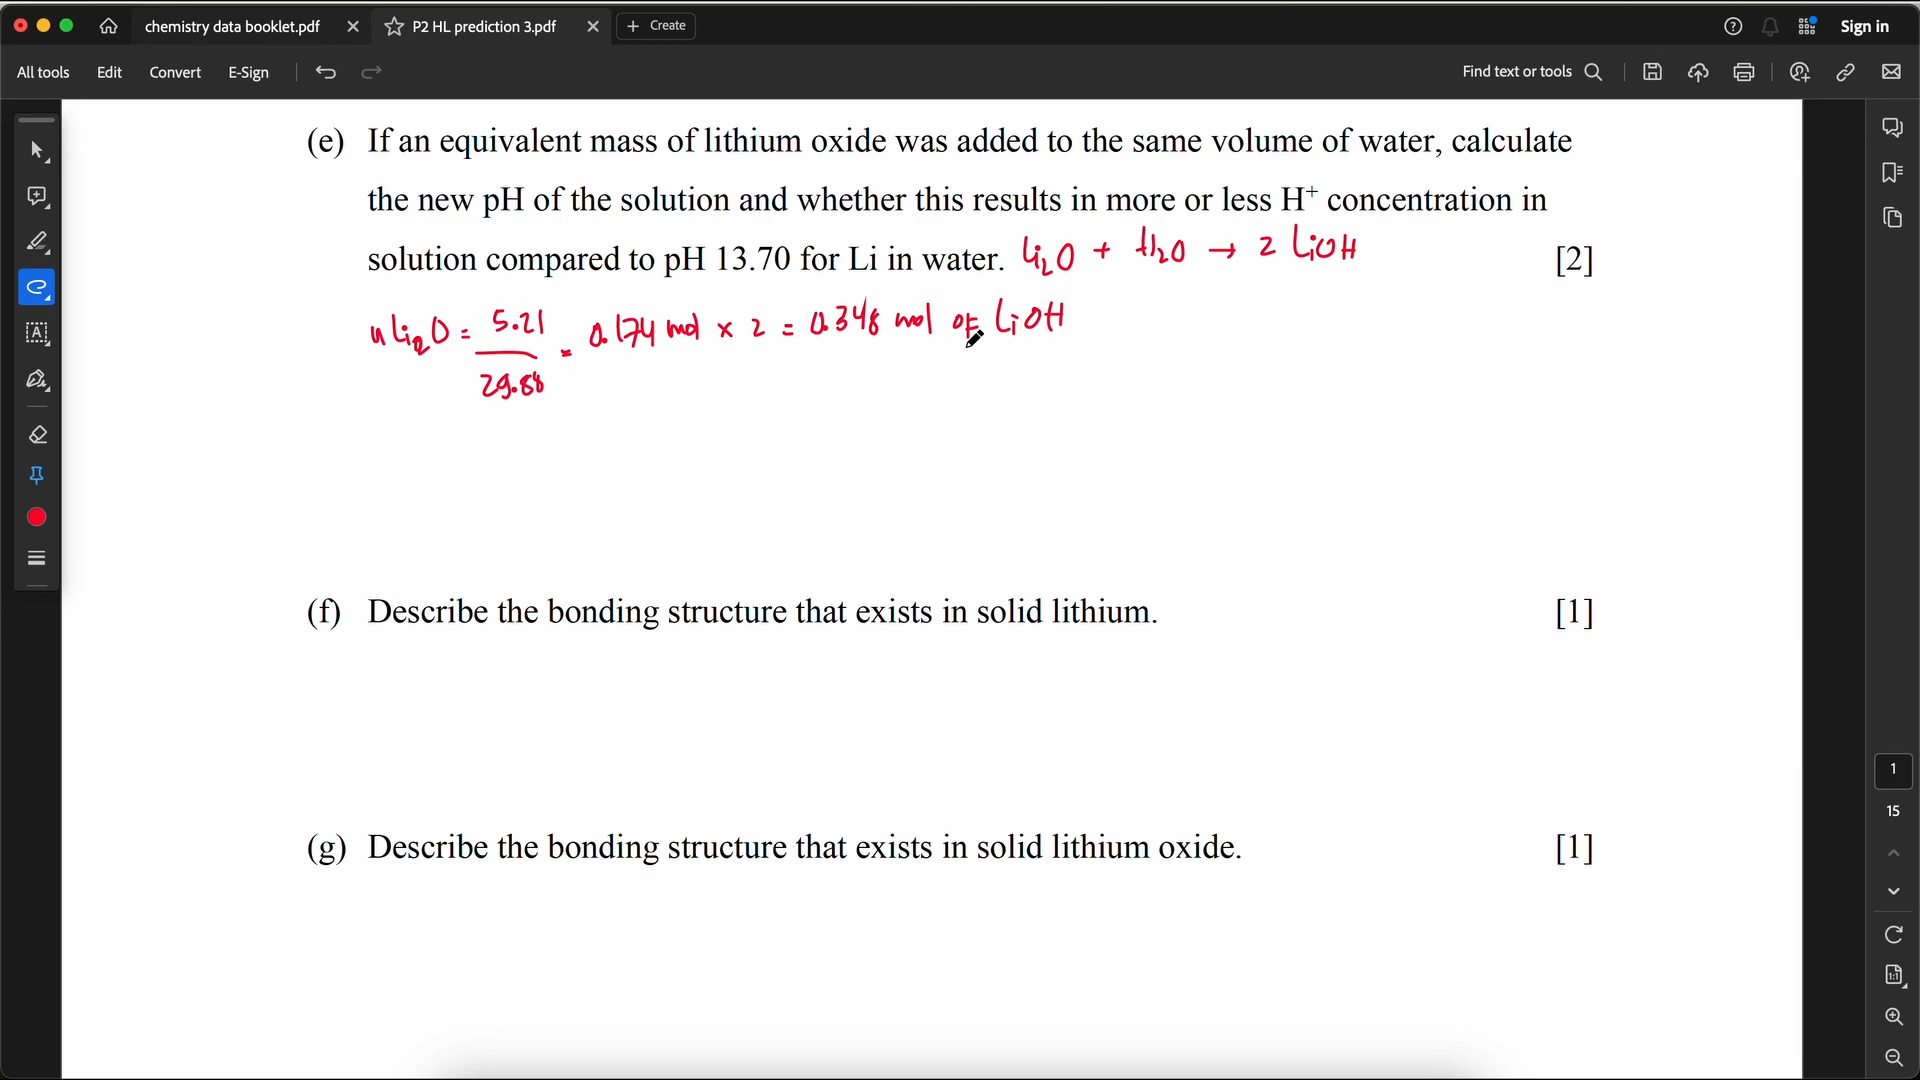 chemistry data booklet.pdf
P2 HL prediction 3.pdf
Create
Sign in
All tools
Edit
Convert
E-Sign
Find text or tools
(e) If an equivalent mass of lithium oxide was added to the same volume of water, calculate
the new pH of the solution and whether this results in more or less H⁺ concentration in
solution compared to pH 13.70 for Li in water. Li₂O + H₂O → 2 LiOH [2]
n Li₂O = 5.21 / 29.88 = 0.174 mol × 2 = 0.348 mol of LiOH
(f) Describe the bonding structure that exists in solid lithium. [1]
(g) Describe the bonding structure that exists in solid lithium oxide. [1]
1
15
1:1